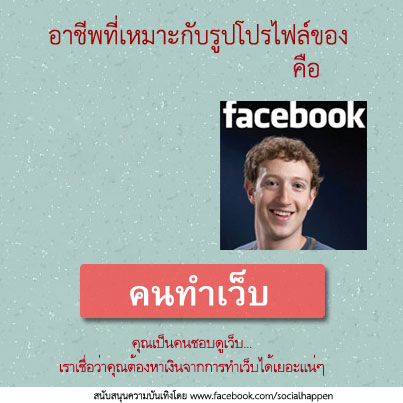 อาชีพที่เหมาะกับรูปโปรไฟล์ของ
คือ
facebook
คนทำเว็บ
คุณเป็นคนชอบดูเว็บ...
เราเชื่อว่าคุณต้องหาเงินจากการทำเว็บได้เยอะแน่ๆ
สนับสนุนความบันเทิงโดย www.facebook.com/socialhappen